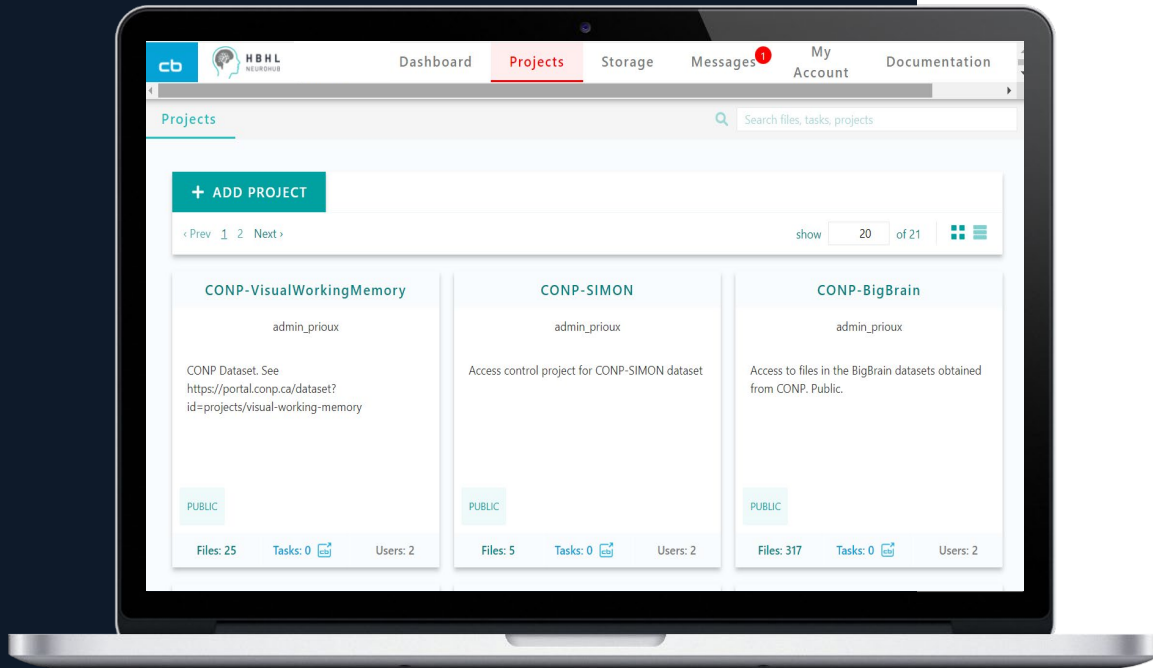 cb HBHL Dashboard Projects Storage Messages 1 My Account Documentation
NEUROHUB
Projects Search files, tasks, projects
+ ADD PROJECT
‹ Prev 1 2 Next › show 20 of 21
CONP-VisualWorkingMemory
admin_prioux
CONP Dataset. See
https://portal.conp.ca/dataset?
id=projects/visual-working-memory
PUBLIC
Files: 25 Tasks: 0 cb Users: 2
CONP-SIMON
admin_prioux
Access control project for CONP-SIMON dataset
PUBLIC
Files: 5 Tasks: 0 cb Users: 2
CONP-BigBrain
admin_prioux
Access to files in the BigBrain datasets obtained
from CONP. Public.
PUBLIC
Files: 317 Tasks: 0 cb Users: 2